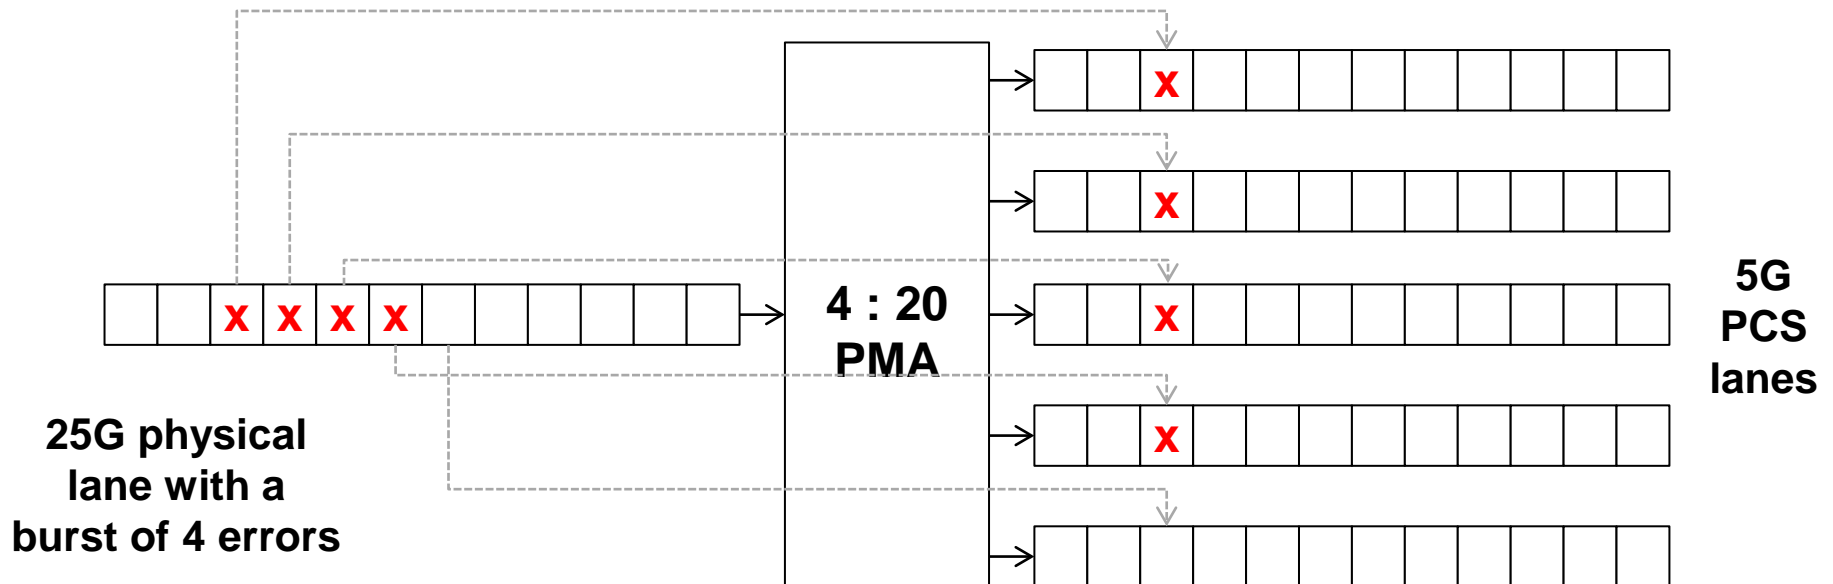 x
x
x x x x
4 : 20
PMA
x
x
5G
PCS
lanes
25G physical
lane with a
burst of 4 errors